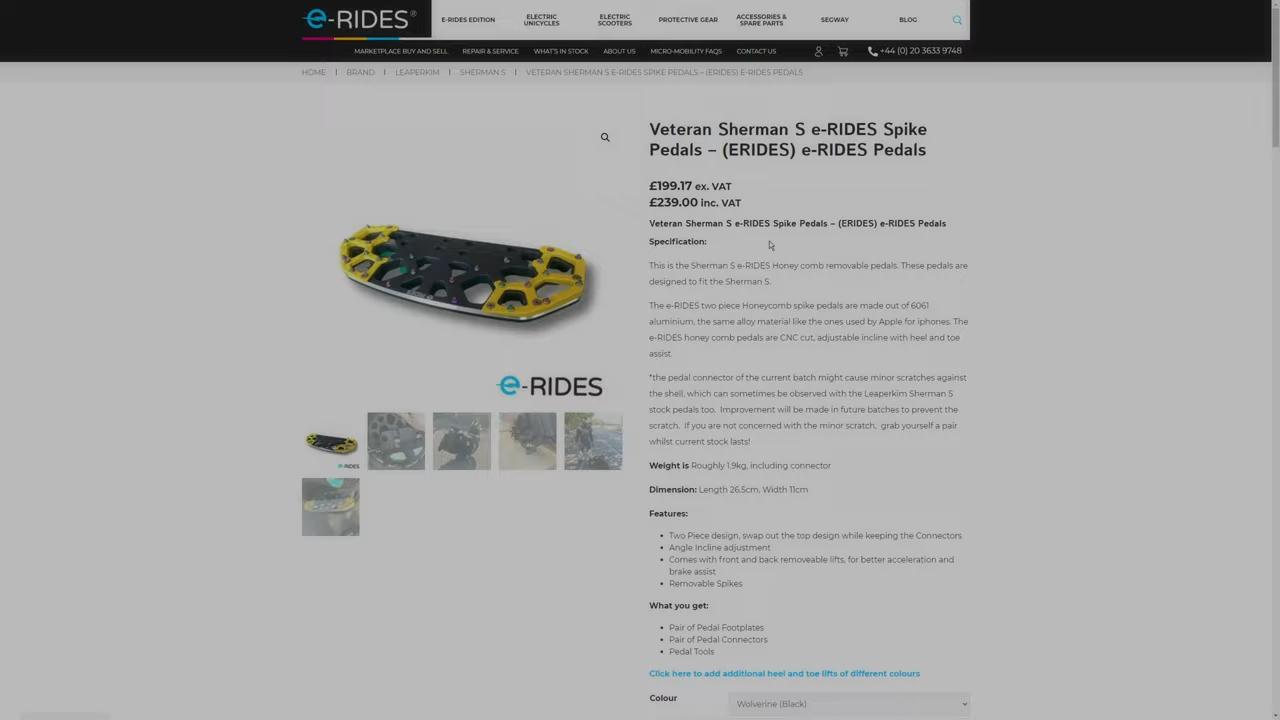 e-RIDES®
E-RIDES EDITION
ELECTRIC
UNICYCLES
ELECTRIC
SCOOTERS
PROTECTIVE GEAR
ACCESSORIES &
SPARE PARTS
SEGWAY
BLOG
MARKETPLACE BUY AND SELL
REPAIR & SERVICE
WHAT'S IN STOCK
ABOUT US
MICRO-MOBILITY FAQS
CONTACT US
+44 (0) 20 3633 9748
HOME | BRAND | LEAPERKIM | SHERMAN S | VETERAN SHERMAN S E-RIDES SPIKE PEDALS – (ERIDES) E-RIDES PEDALS
Veteran Sherman S e-RIDES Spike
Pedals – (ERIDES) e-RIDES Pedals
£199.17 ex. VAT
£239.00 inc. VAT
Veteran Sherman S e-RIDES Spike Pedals – (ERIDES) e-RIDES Pedals
Specification:
This is the Sherman S e-RIDES Honey comb removable pedals. These pedals are
designed to fit the Sherman S.
The e-RIDES two piece Honeycomb spike pedals are made out of 6061
aluminium, the same alloy material like the ones used by Apple for iphones. The
e-RIDES honey comb pedals are CNC cut, adjustable incline with heel and toe
assist.
*the pedal connector of the current batch might cause minor scratches against
the shell, which can sometimes be observed with the Leaperkim Sherman S
stock pedals too. Improvement will be made in future batches to prevent the
scratch. If you are not concerned with the minor scratch, grab yourself a pair
whilst current stock lasts!
Weight is Roughly 1.9kg, including connector
Dimension: Length 26.5cm, Width 11cm
Features:
Two Piece design, swap out the top design while keeping the Connectors
Angle Incline adjustment
Comes with front and back removeable lifts, for better acceleration and
brake assist
Removable Spikes
What you get:
Pair of Pedal Footplates
Pair of Pedal Connectors
Pedal Tools
Click here to add additional heel and toe lifts of different colours
Colour
Wolverine (Black)
e-RIDES
e-RIDES